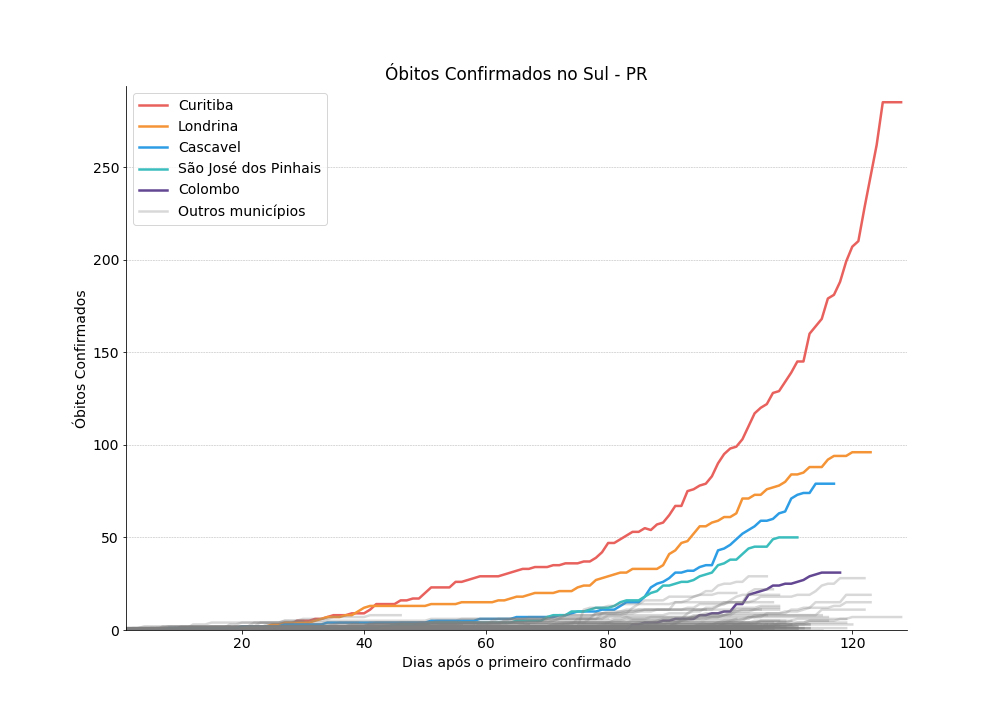 Óbitos Confirmados no Sul - PR
Curitiba
Londrina
Cascavel
São José dos Pinhais
Colombo
Outros municípios
Óbitos Confirmados
250
200
150
100
50
0
20 40 60 80 100 120
Dias após o primeiro confirmado